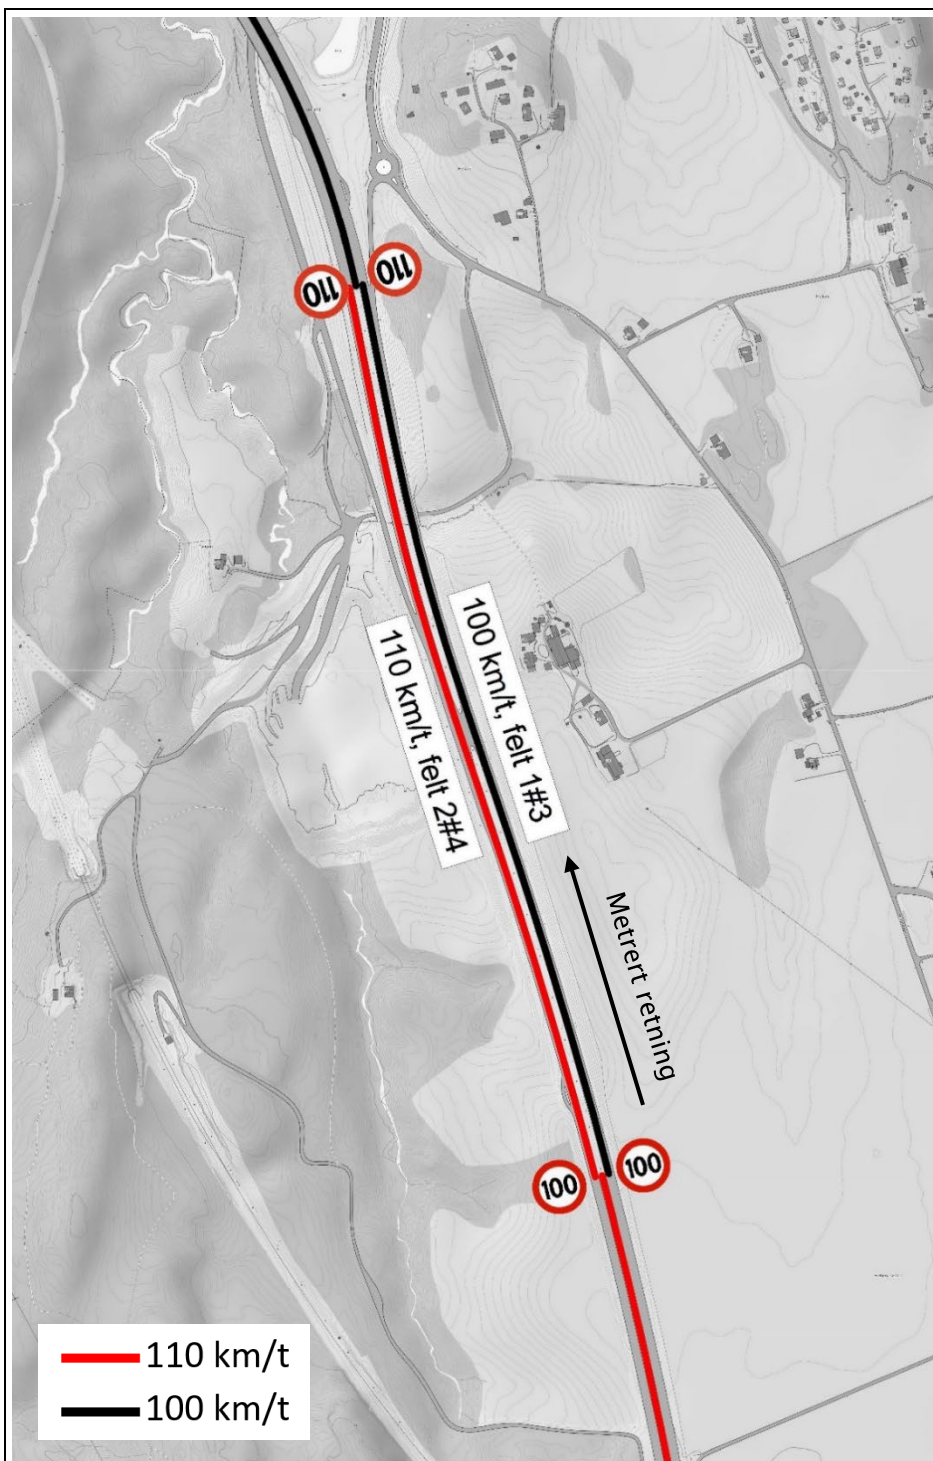 110
110
100 km/t, felt 1#3
110 km/t, felt 2#4
Metrert retning
100
100
110 km/t
100 km/t